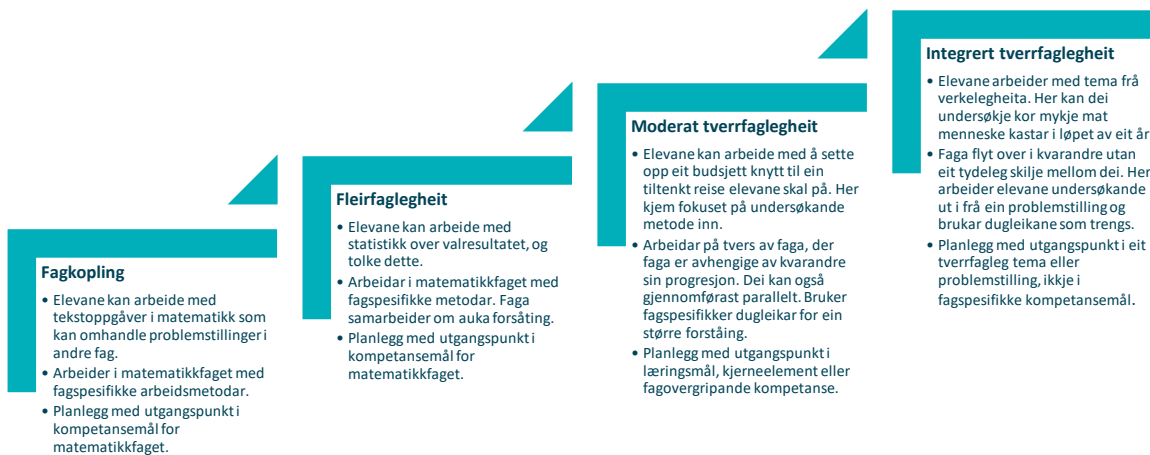 Fagkopling
• Elevane kan arbeide med
tekstoppgåver i matematikk som
kan omhandle problemstillinger i
andre fag.
• Arbeider i matematikkfaget med
fagspesifikke arbeidsmetodar.
• Planlegg med utgangspunkt i
kompetansemål for
matematikkfaget.
Fleirfaglegheit
• Elevane kan arbeide med
statistikk over valresultatet, og
tolke dette.
• Arbeidar i matematikkfaget med
fagspesifikke metodar. Faga
samarbeider om auka forsåting.
• Planlegg med utgangspunkt i
kompetansemål for
matematikkfaget.
Moderat tverrfaglegheit
• Elevane kan arbeide med å sette
opp eit budsjett knytt til ein
tiltenkt reise elevane skal på. Her
kjem fokuset på undersøkande
metode inn.
• Arbeidar på tvers av faga, der
faga er avhengige av kvarandre
sin progresjon. Dei kan også
gjennomførast parallelt. Bruker
fagspesifikker dugleikar for ein
større forståing.
• Planlegg med utgangspunkt i
læringsmål, kjerneelement eller
fagovergripande kompetanse.
Integrert tverrfaglegheit
• Elevane arbeider med tema frå
verkelegheita. Her kan dei
undersøkje kor mykje mat
menneske kastar i løpet av eit år
• Faga flyt over i kvarandre utan
eit tydeleg skilje mellom dei. Her
arbeider elevane undersøkande
ut i frå ein problemstilling og
brukar dugleikane som trengs.
• Planlegg med utgangspunkt i eit
tverrfagleg tema eller
problemstilling, ikkje i
fagspesifikke kompetansemål.